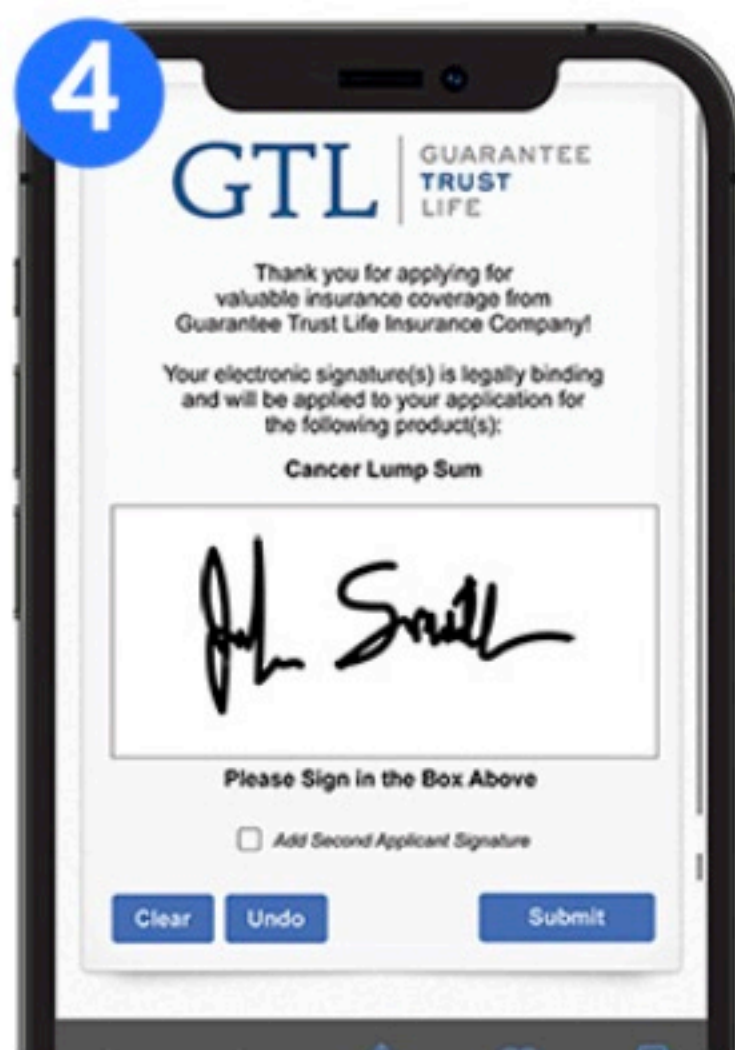 4
GTL
GUARANTEE
TRUST
LIFE
Thank you for applying for
valuable insurance coverage from
Guarantee Trust Life Insurance Company!
Your electronic signature(s) is legally binding
and will be applied to your application for
the following product(s):
Cancer Lump Sum
John Smith
Please Sign in the Box Above
Add Second Applicant Signature
Clear Undo Submit